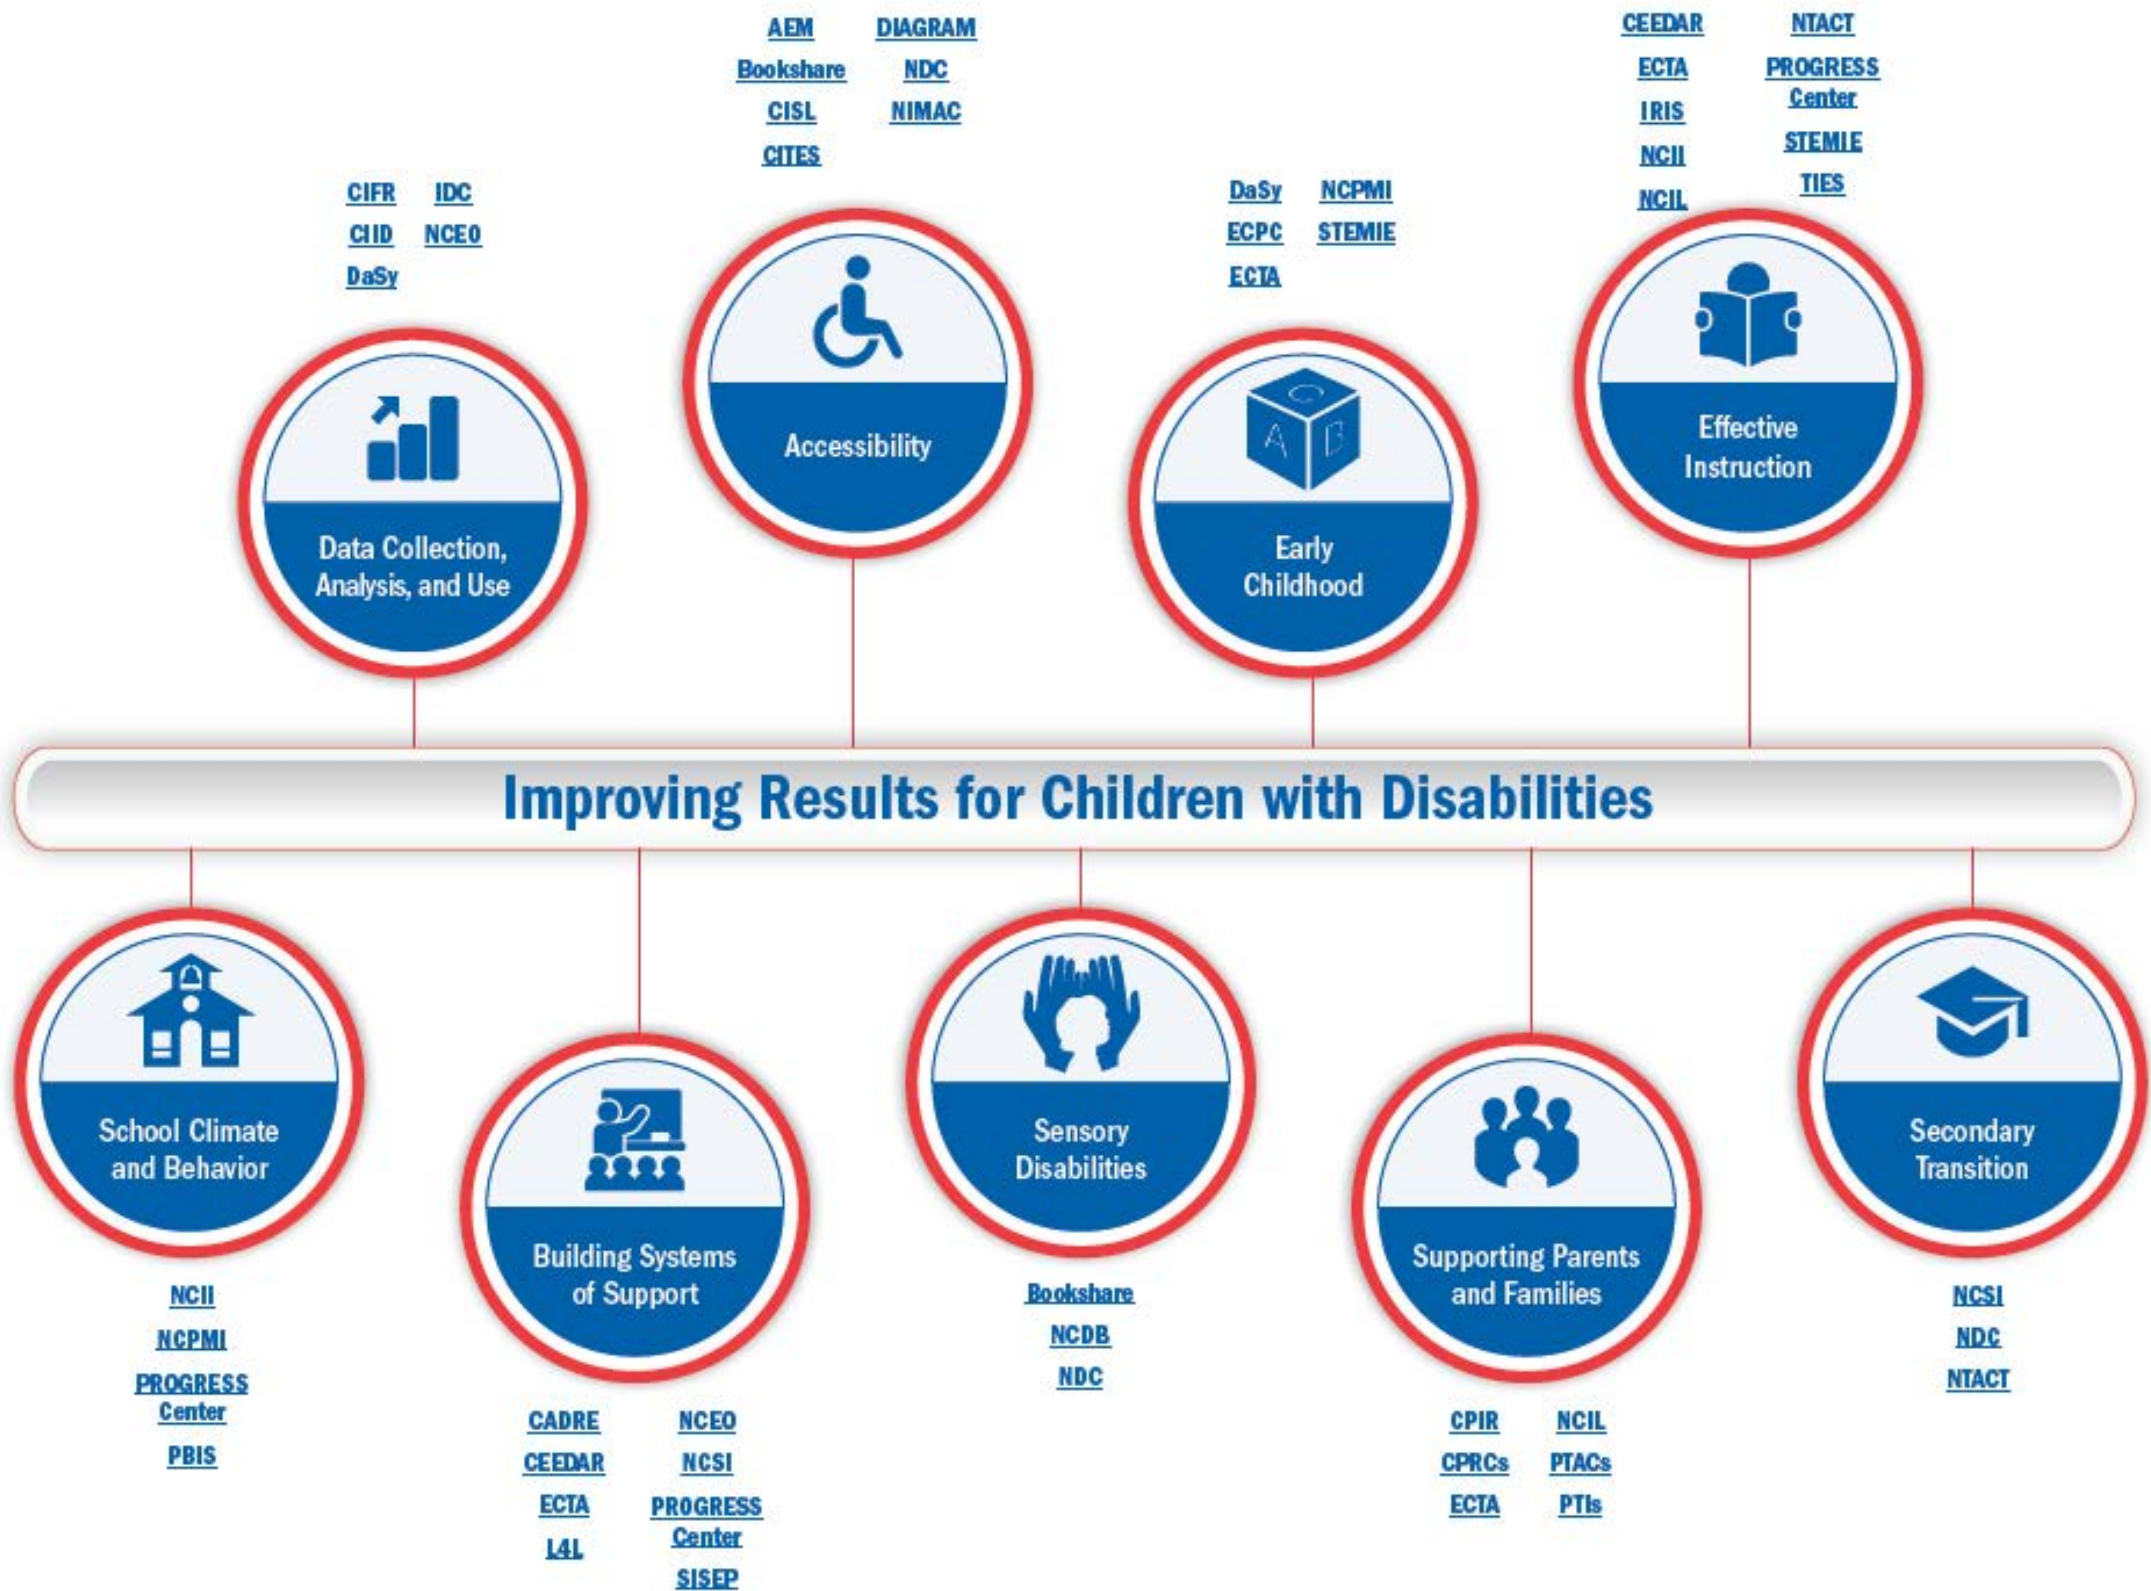 AEM
Bookshare
CISL
CITES
DIAGRAM
NDC
NIMAC
CEEDAR
ECTA
IRIS
NCII
NCIL
NTACT
PROGRESS
Center
STEMIE
TIES
CIFR
CIID
DaSy
IDC
NCEO
DaSy
ECPC
ECTA
NCPMI
STEMIE
Data Collection,
Analysis, and Use
Accessibility
A
B
C
Early
Childhood
Effective
Instruction
Improving Results for Children with Disabilities
School Climate
and Behavior
NCII
NCPMI
PROGRESS
Center
PBIS
Building Systems
of Support
CADRE
CEEDAR
ECTA
L4L
NCEO
NCSI
PROGRESS
Center
SISEP
Sensory
Disabilities
Bookshare
NCDB
NDC
Supporting Parents
and Families
CPIR
CPRCs
ECTA
NCIL
PTACs
PTIs
Secondary
Transition
NCSI
NDC
NTACT